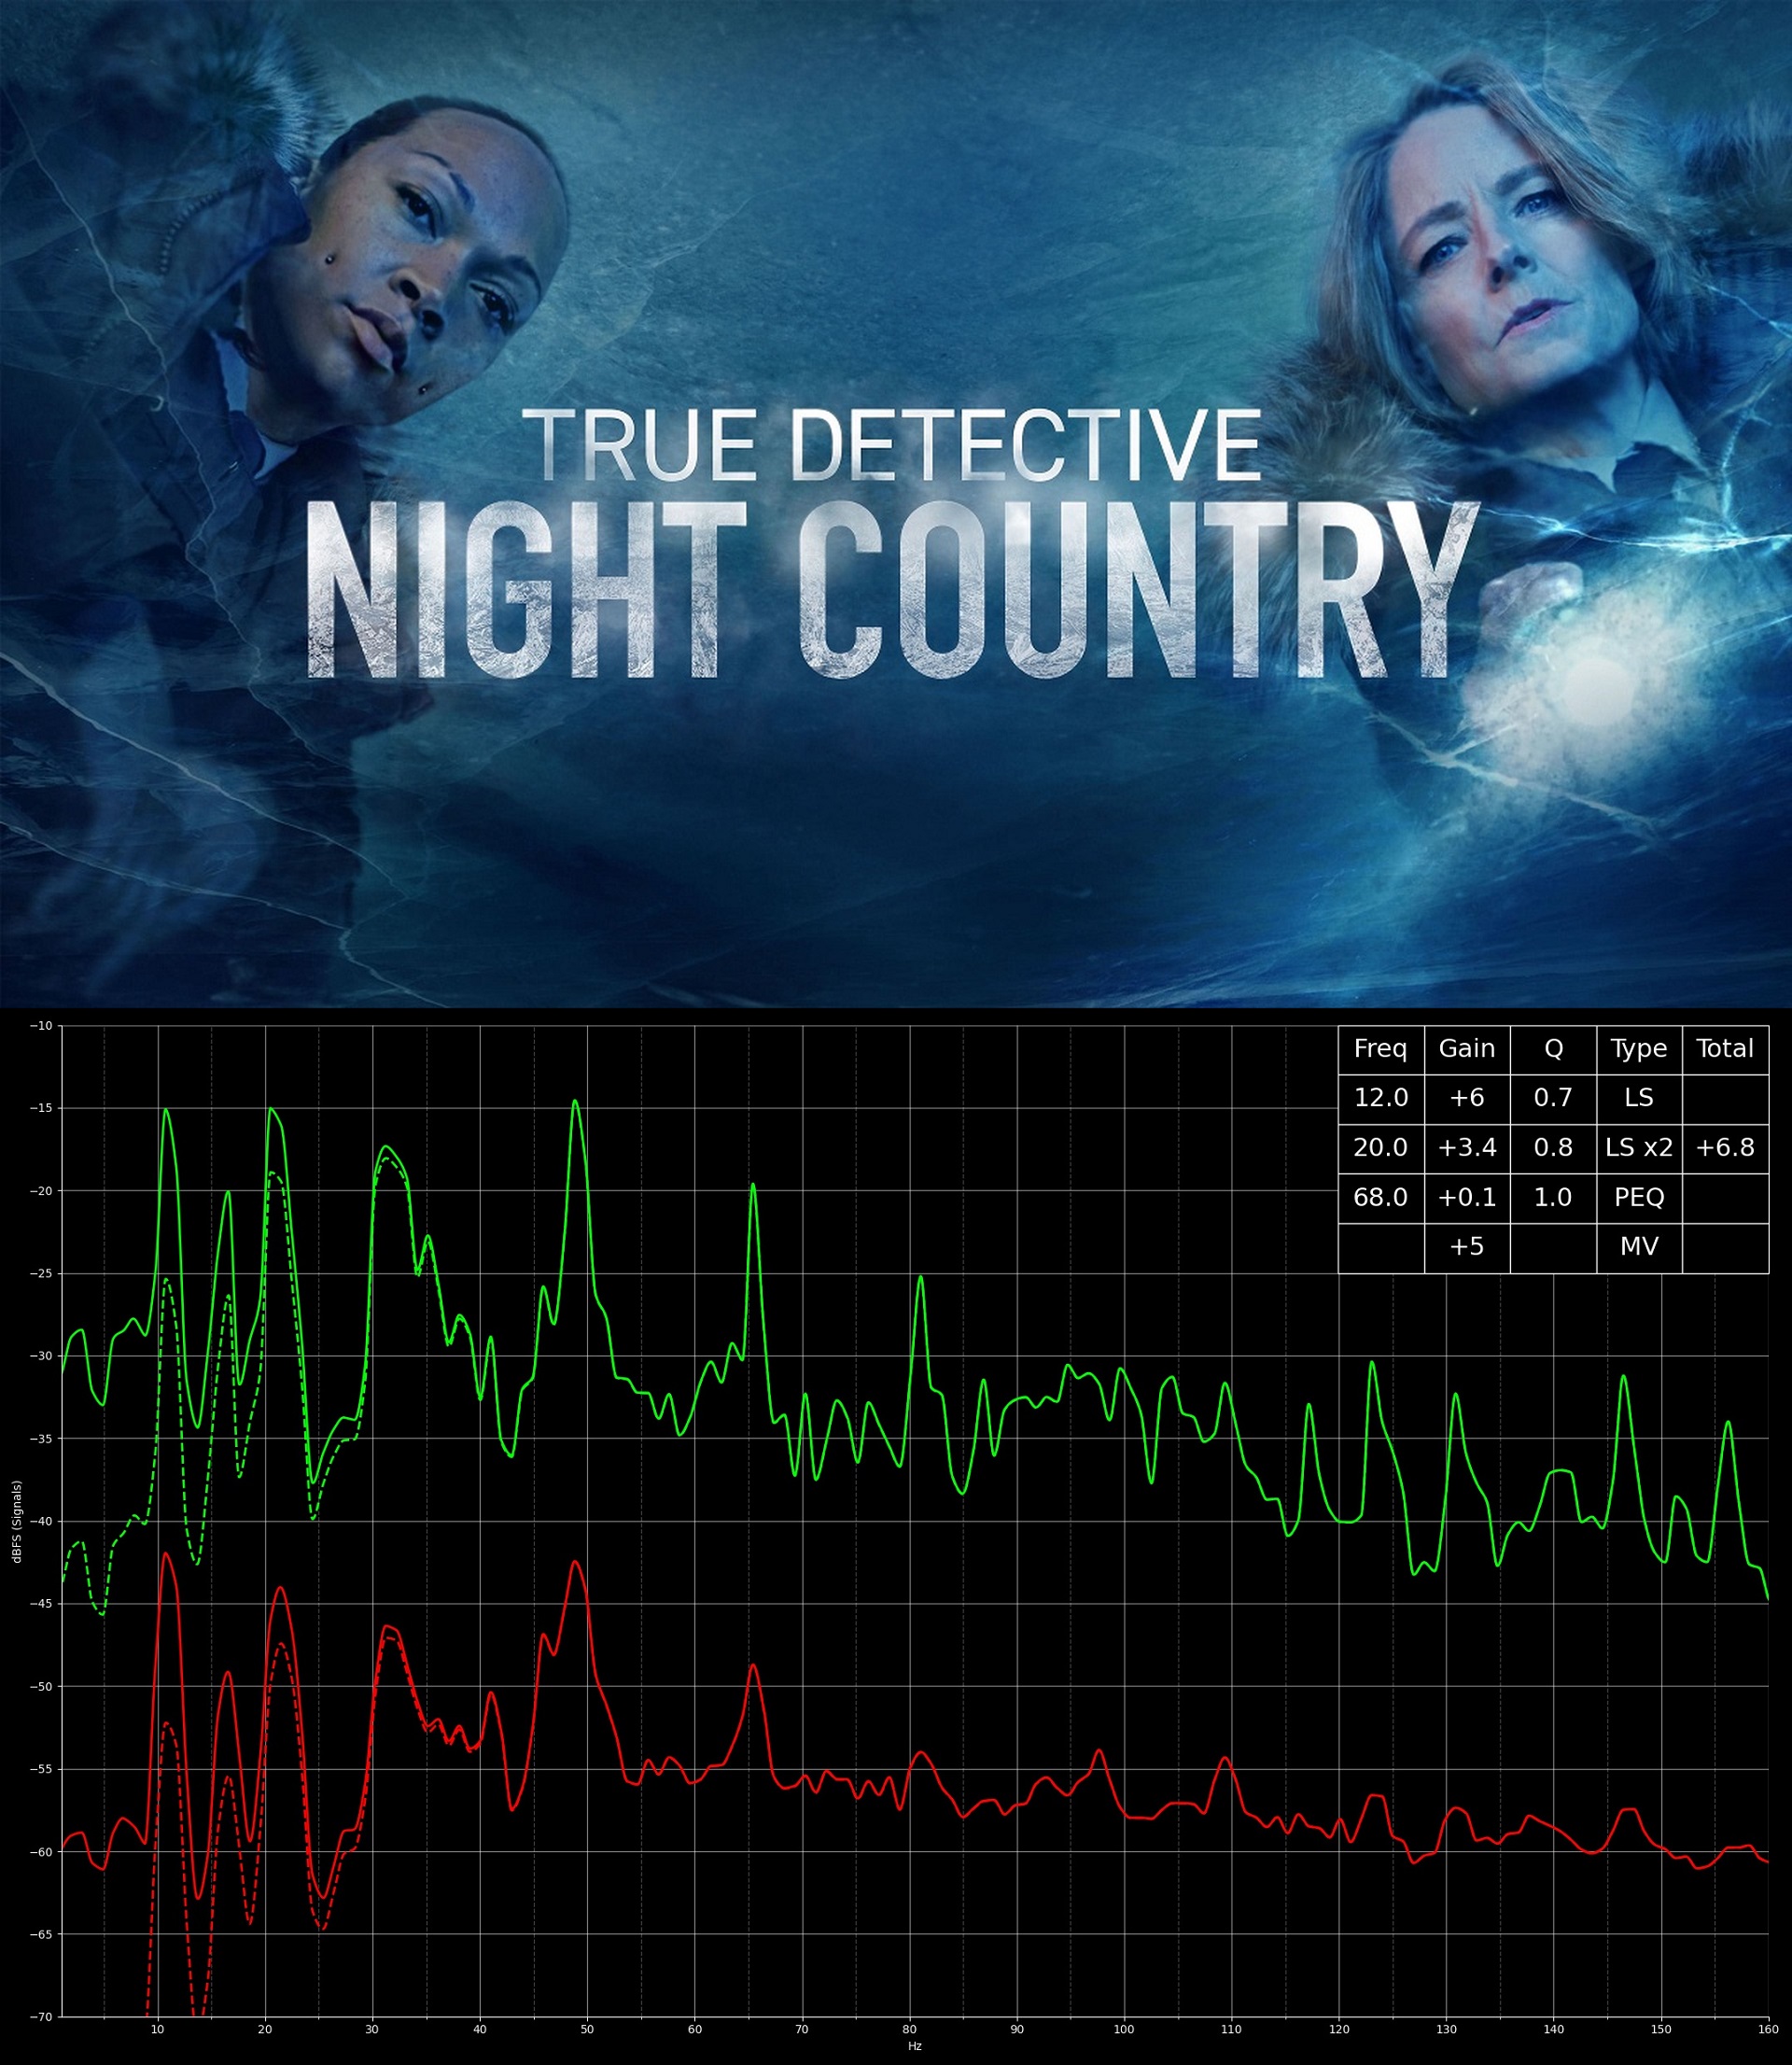 TRUE DETECTIVE
NIGHT COUNTRY
Freq Gain Q Type Total
12.0 +6 0.7 LS
20.0 +3.4 0.8 LS x2 +6.8
68.0 +0.1 1.0 PEQ
+5 MV
−10
−15
−20
−25
−30
−35
−40
−45
−50
−55
−60
−65
−70
dBFS (Signals)
10 20 30 40 50 60 70 80 90 100 110 120 130 140 150 160
Hz